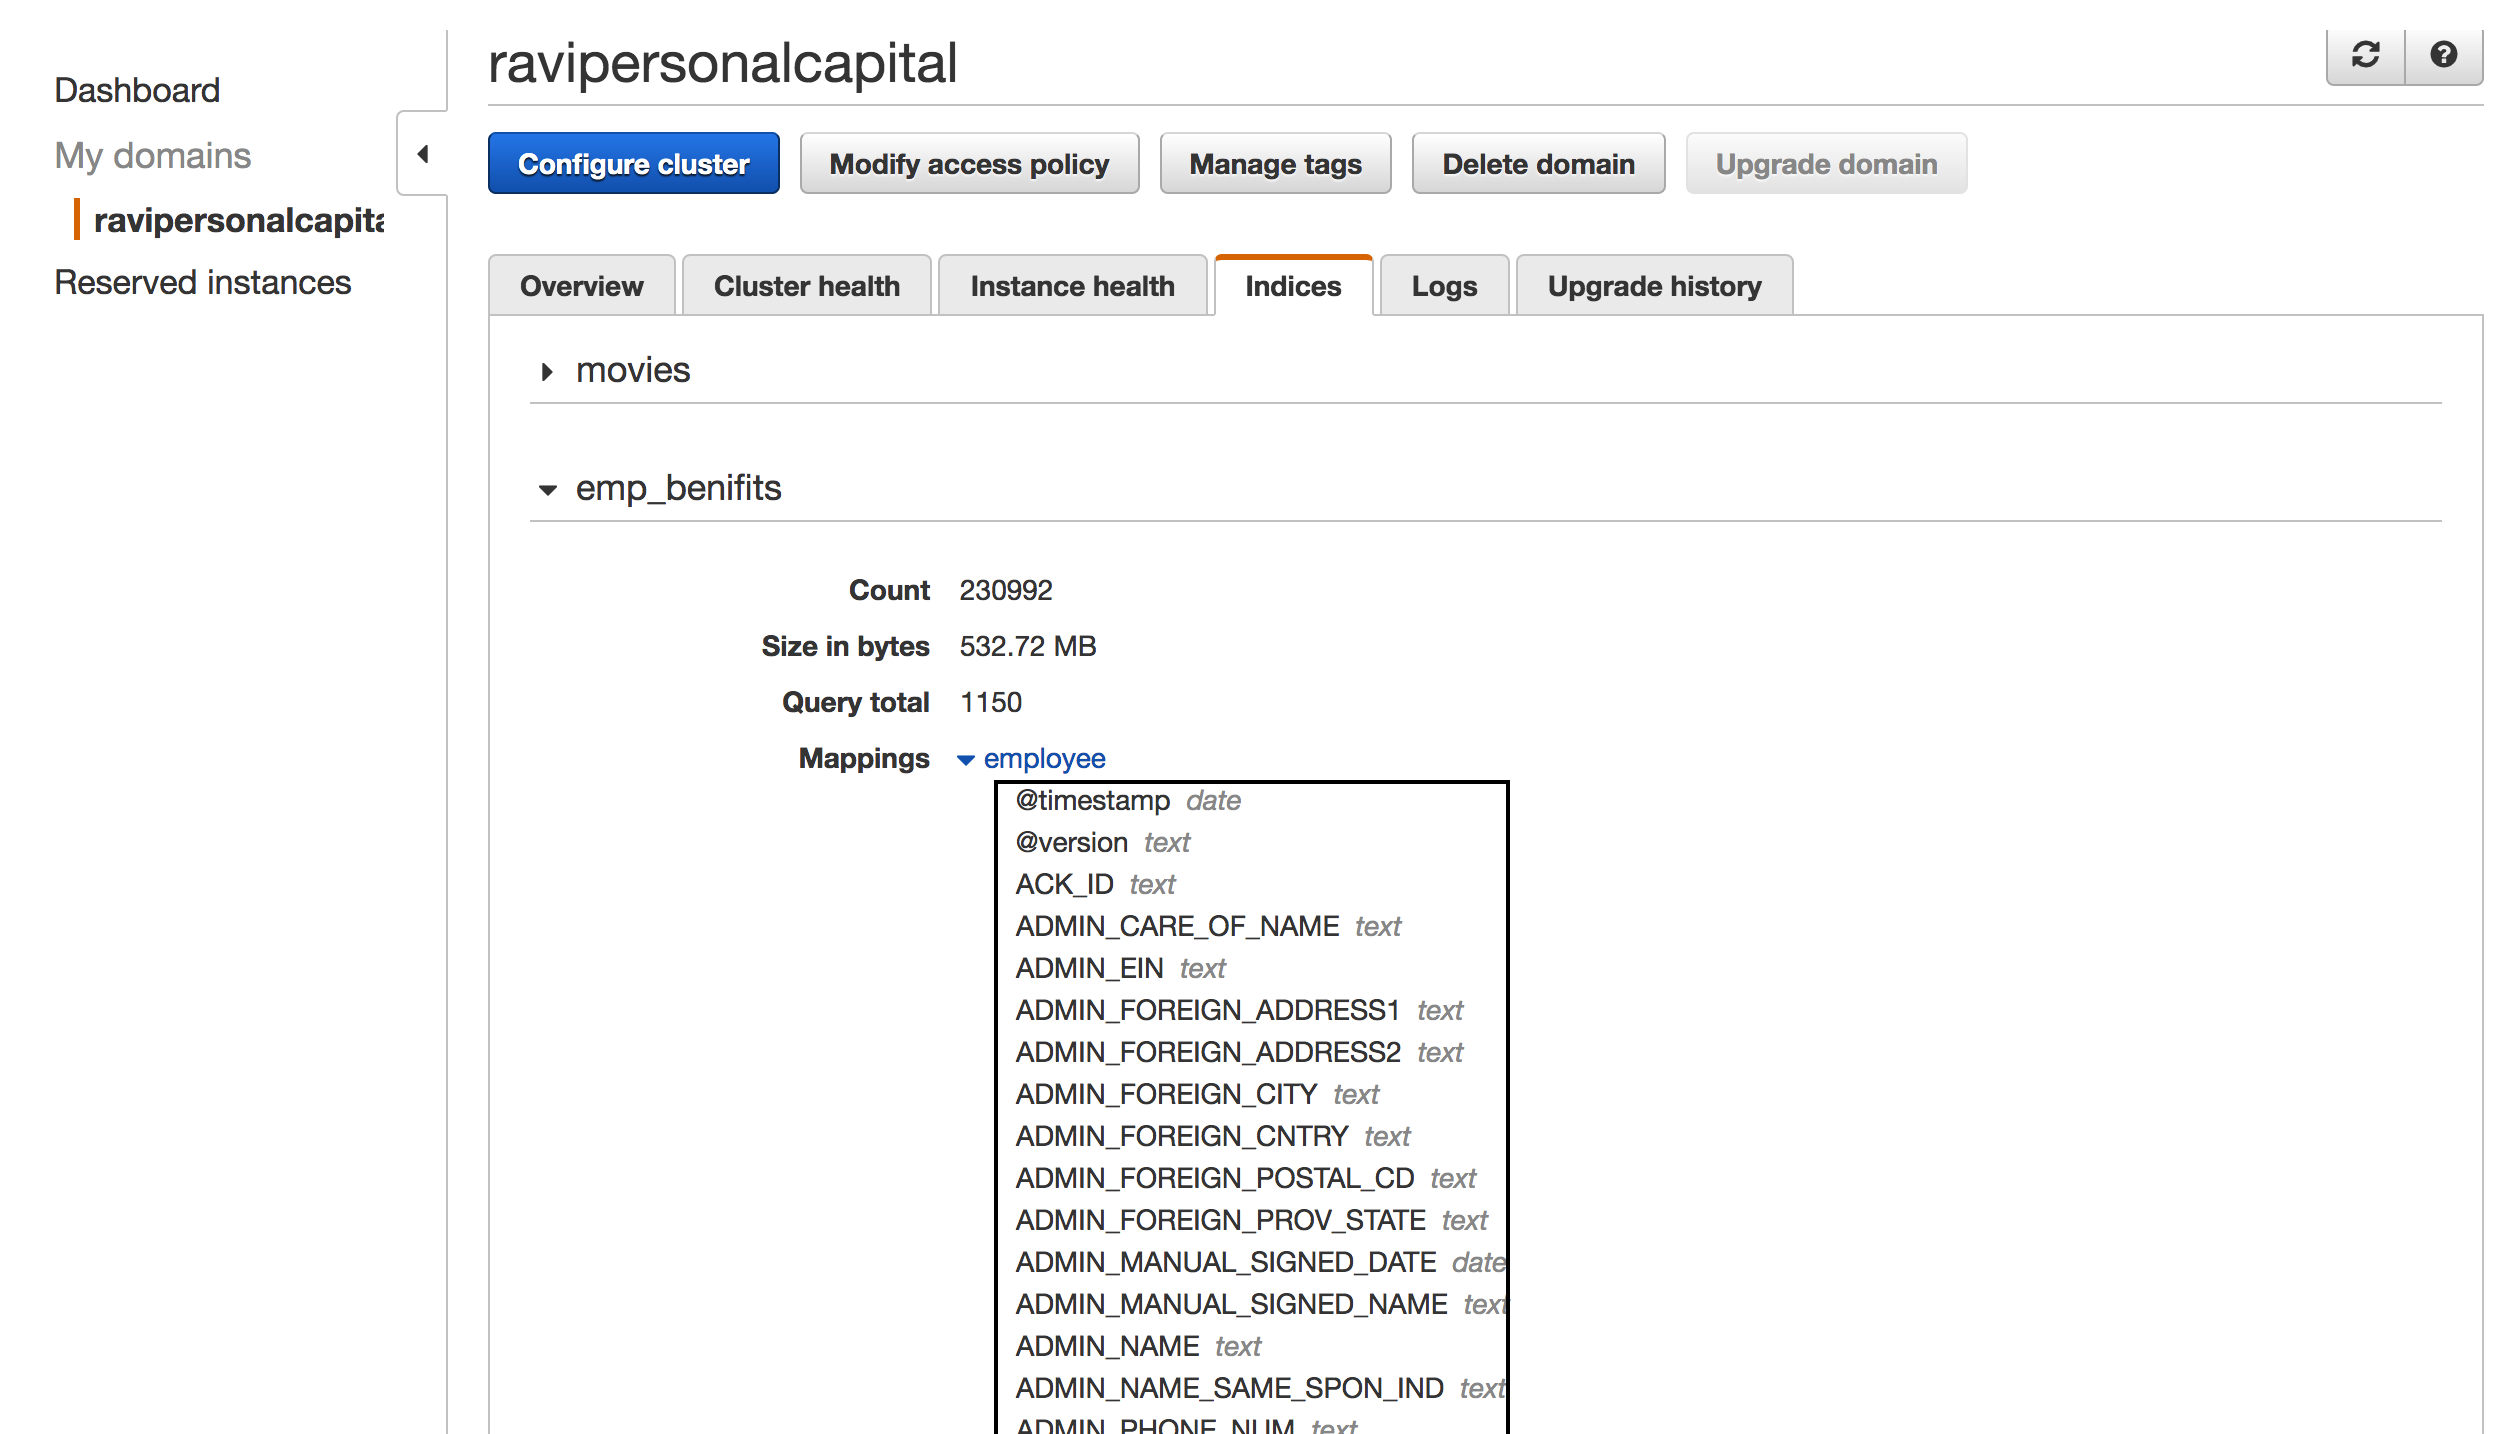 ravipersonalcapital
Dashboard
My domains
ravipersonalcapita
Reserved instances
Configure cluster
Modify access policy
Manage tags
Delete domain
Upgrade domain
Overview
Cluster health
Instance health
Indices
Logs
Upgrade history
movies
emp_benifits
Count 230992
Size in bytes 532.72 MB
Query total 1150
Mappings employee
@timestamp date
@version text
ACK_ID text
ADMIN_CARE_OF_NAME text
ADMIN_EIN text
ADMIN_FOREIGN_ADDRESS1 text
ADMIN_FOREIGN_ADDRESS2 text
ADMIN_FOREIGN_CITY text
ADMIN_FOREIGN_CNTRY text
ADMIN_FOREIGN_POSTAL_CD text
ADMIN_FOREIGN_PROV_STATE text
ADMIN_MANUAL_SIGNED_DATE date
ADMIN_MANUAL_SIGNED_NAME text
ADMIN_NAME text
ADMIN_NAME_SAME_SPON_IND text
ADMIN_PHONE_NUM text